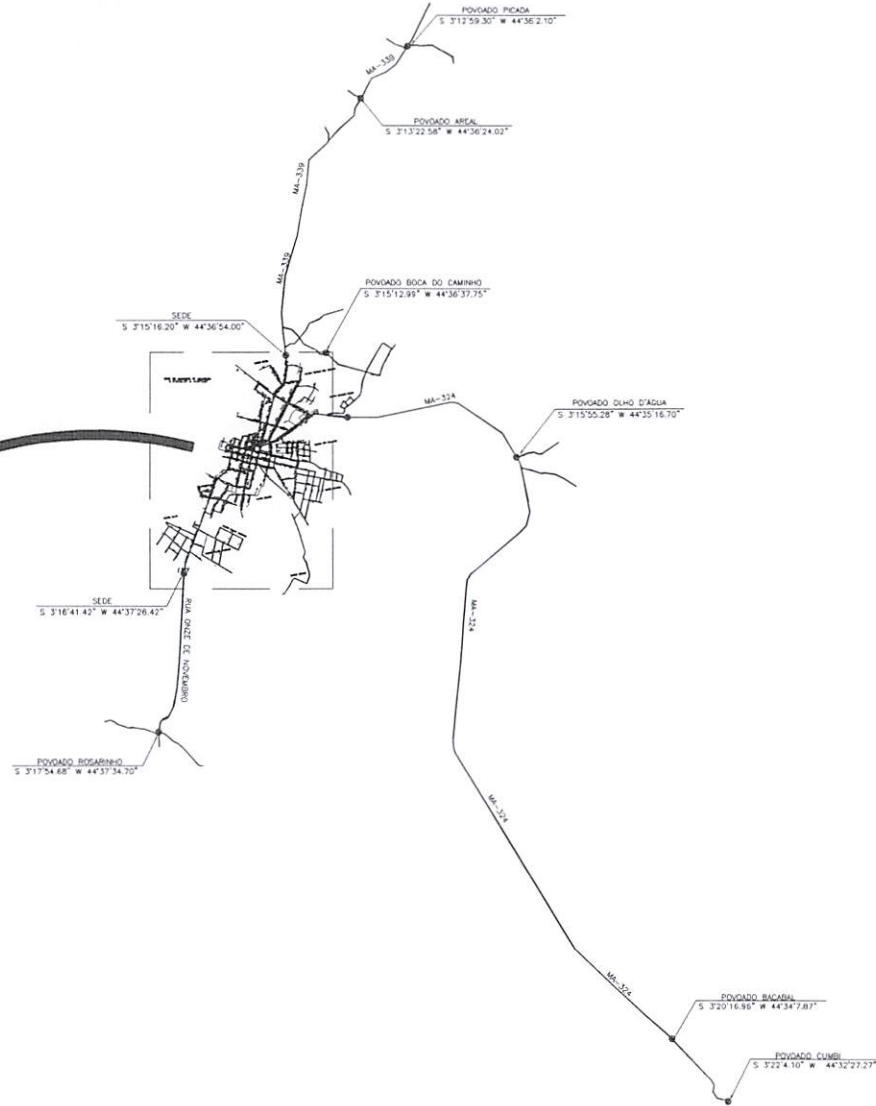 POVOADO PICADA
S 3°12'59.30" W 44°36'2.10"
MA-339
POVOADO AREAL
S 3°13'22.58" W 44°36'24.02"
MA-339
MA-339
POVOADO BOCA DO CAMINHO
S 3°15'12.99" W 44°36'37.75"
SEDE
S 3°15'16.20" W 44°36'54.00"
MA-324
POVOADO OLHO D'ÁGUA
S 3°15'55.28" W 44°35'16.70"
SEDE
S 3°16'41.42" W 44°37'26.42"
RUA ONZE DE NOVEMBRO
MA-324
POVOADO ROSARINHO
S 3°17'54.68" W 44°37'34.70"
MA-324
MA-324
POVOADO BACABAL
S 3°20'16.96" W 44°34'7.87"
POVOADO CUMBI
S 3°22'4.10" W 44°32'27.27"